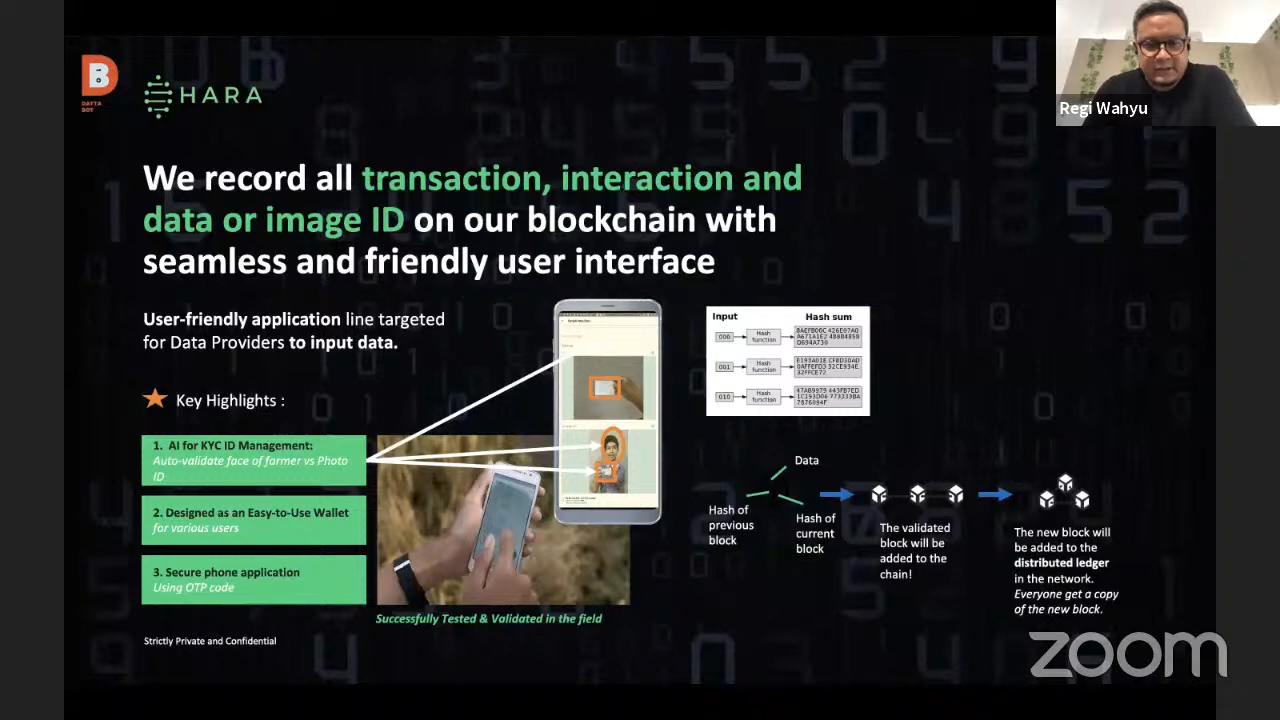 DATTA
BOT
HARA
Regi Wahyu
We record all transaction, interaction and
data or image ID on our blockchain with
seamless and friendly user interface
User-friendly application line targeted
for Data Providers to input data.
Key Highlights :
1. AI for KYC ID Management:
Auto-validate face of farmer vs Photo
ID
2. Designed as an Easy-to-Use Wallet
for various users
3. Secure phone application
Using OTP code
Successfully Tested & Validated in the field
Strictly Private and Confidential
Input Hash sum
000 Hash
function
001 Hash
function
010 Hash
function
Data
Hash of
previous
block
Hash of
current
block
The validated
block will be
added to the
chain!
The new block will
be added to the
distributed ledger
in the network.
Everyone get a copy
of the new block.
zoom